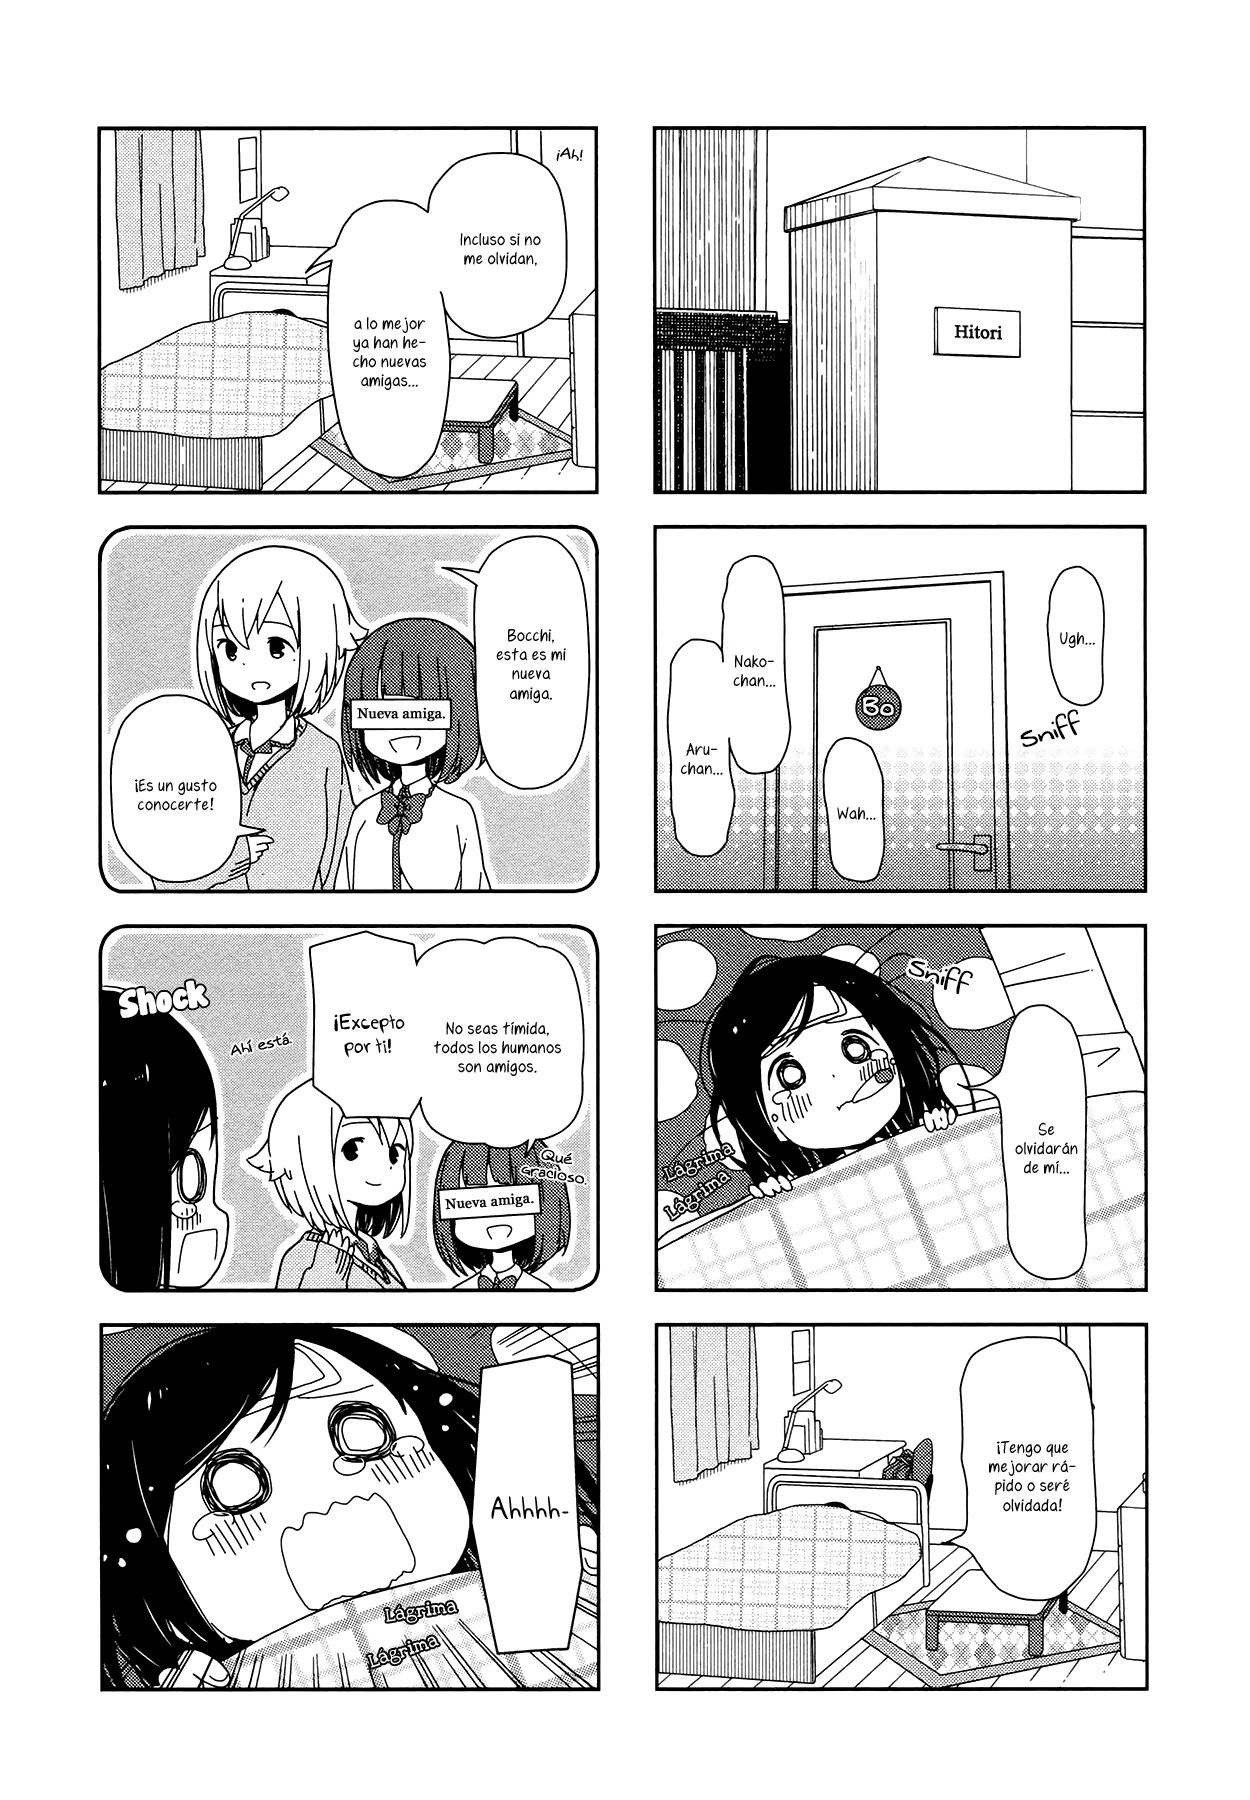 Hitori
Ugh...
Sniff
Bo
Nako-
chan...
Aru-
chan...
Wah...
Sniff
Se
olvidarán
de mí...
Lágrima
Lágrima
¡Tengo que
mejorar rá-
pido o seré
olvidada!
¡Ah!
Incluso si no
me olvidan,
a lo mejor
ya han he-
cho nuevas
amigas...
Bocchi,
esta es mi
nueva
amiga.
Nueva amiga.
¡Es un gusto
conocerte!
No seas tímida,
todos los humanos
son amigos.
¡Excepto
por ti!
Qué
Gracioso.
Nueva amiga.
Ahí está.
Shock
Ahhhh-
Lágrima
Lágrima